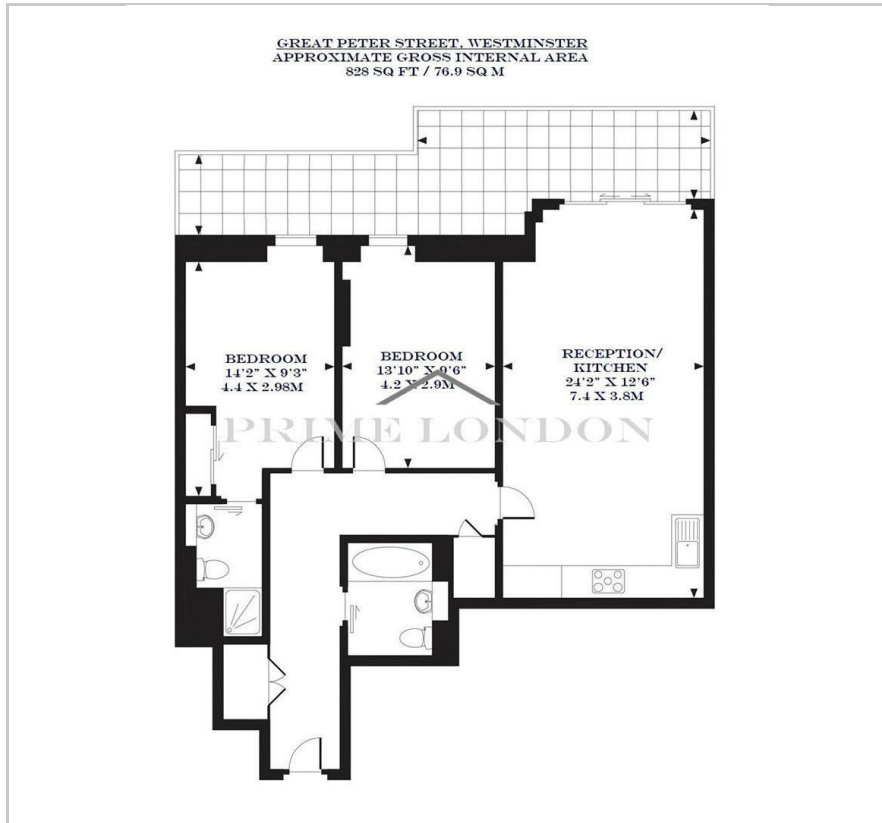 GREAT PETER STREET, WESTMINSTER
APPROXIMATE GROSS INTERNAL AREA
828 SQ FT / 76.9 SQ M
BEDROOM
14'2" X 9'3"
4.4 X 2.98M
BEDROOM
13'10" X 9'6"
4.2 X 2.9M
RECEPTION/
KITCHEN
24'2" X 12'6"
7.4 X 3.8M
PRIME LONDON